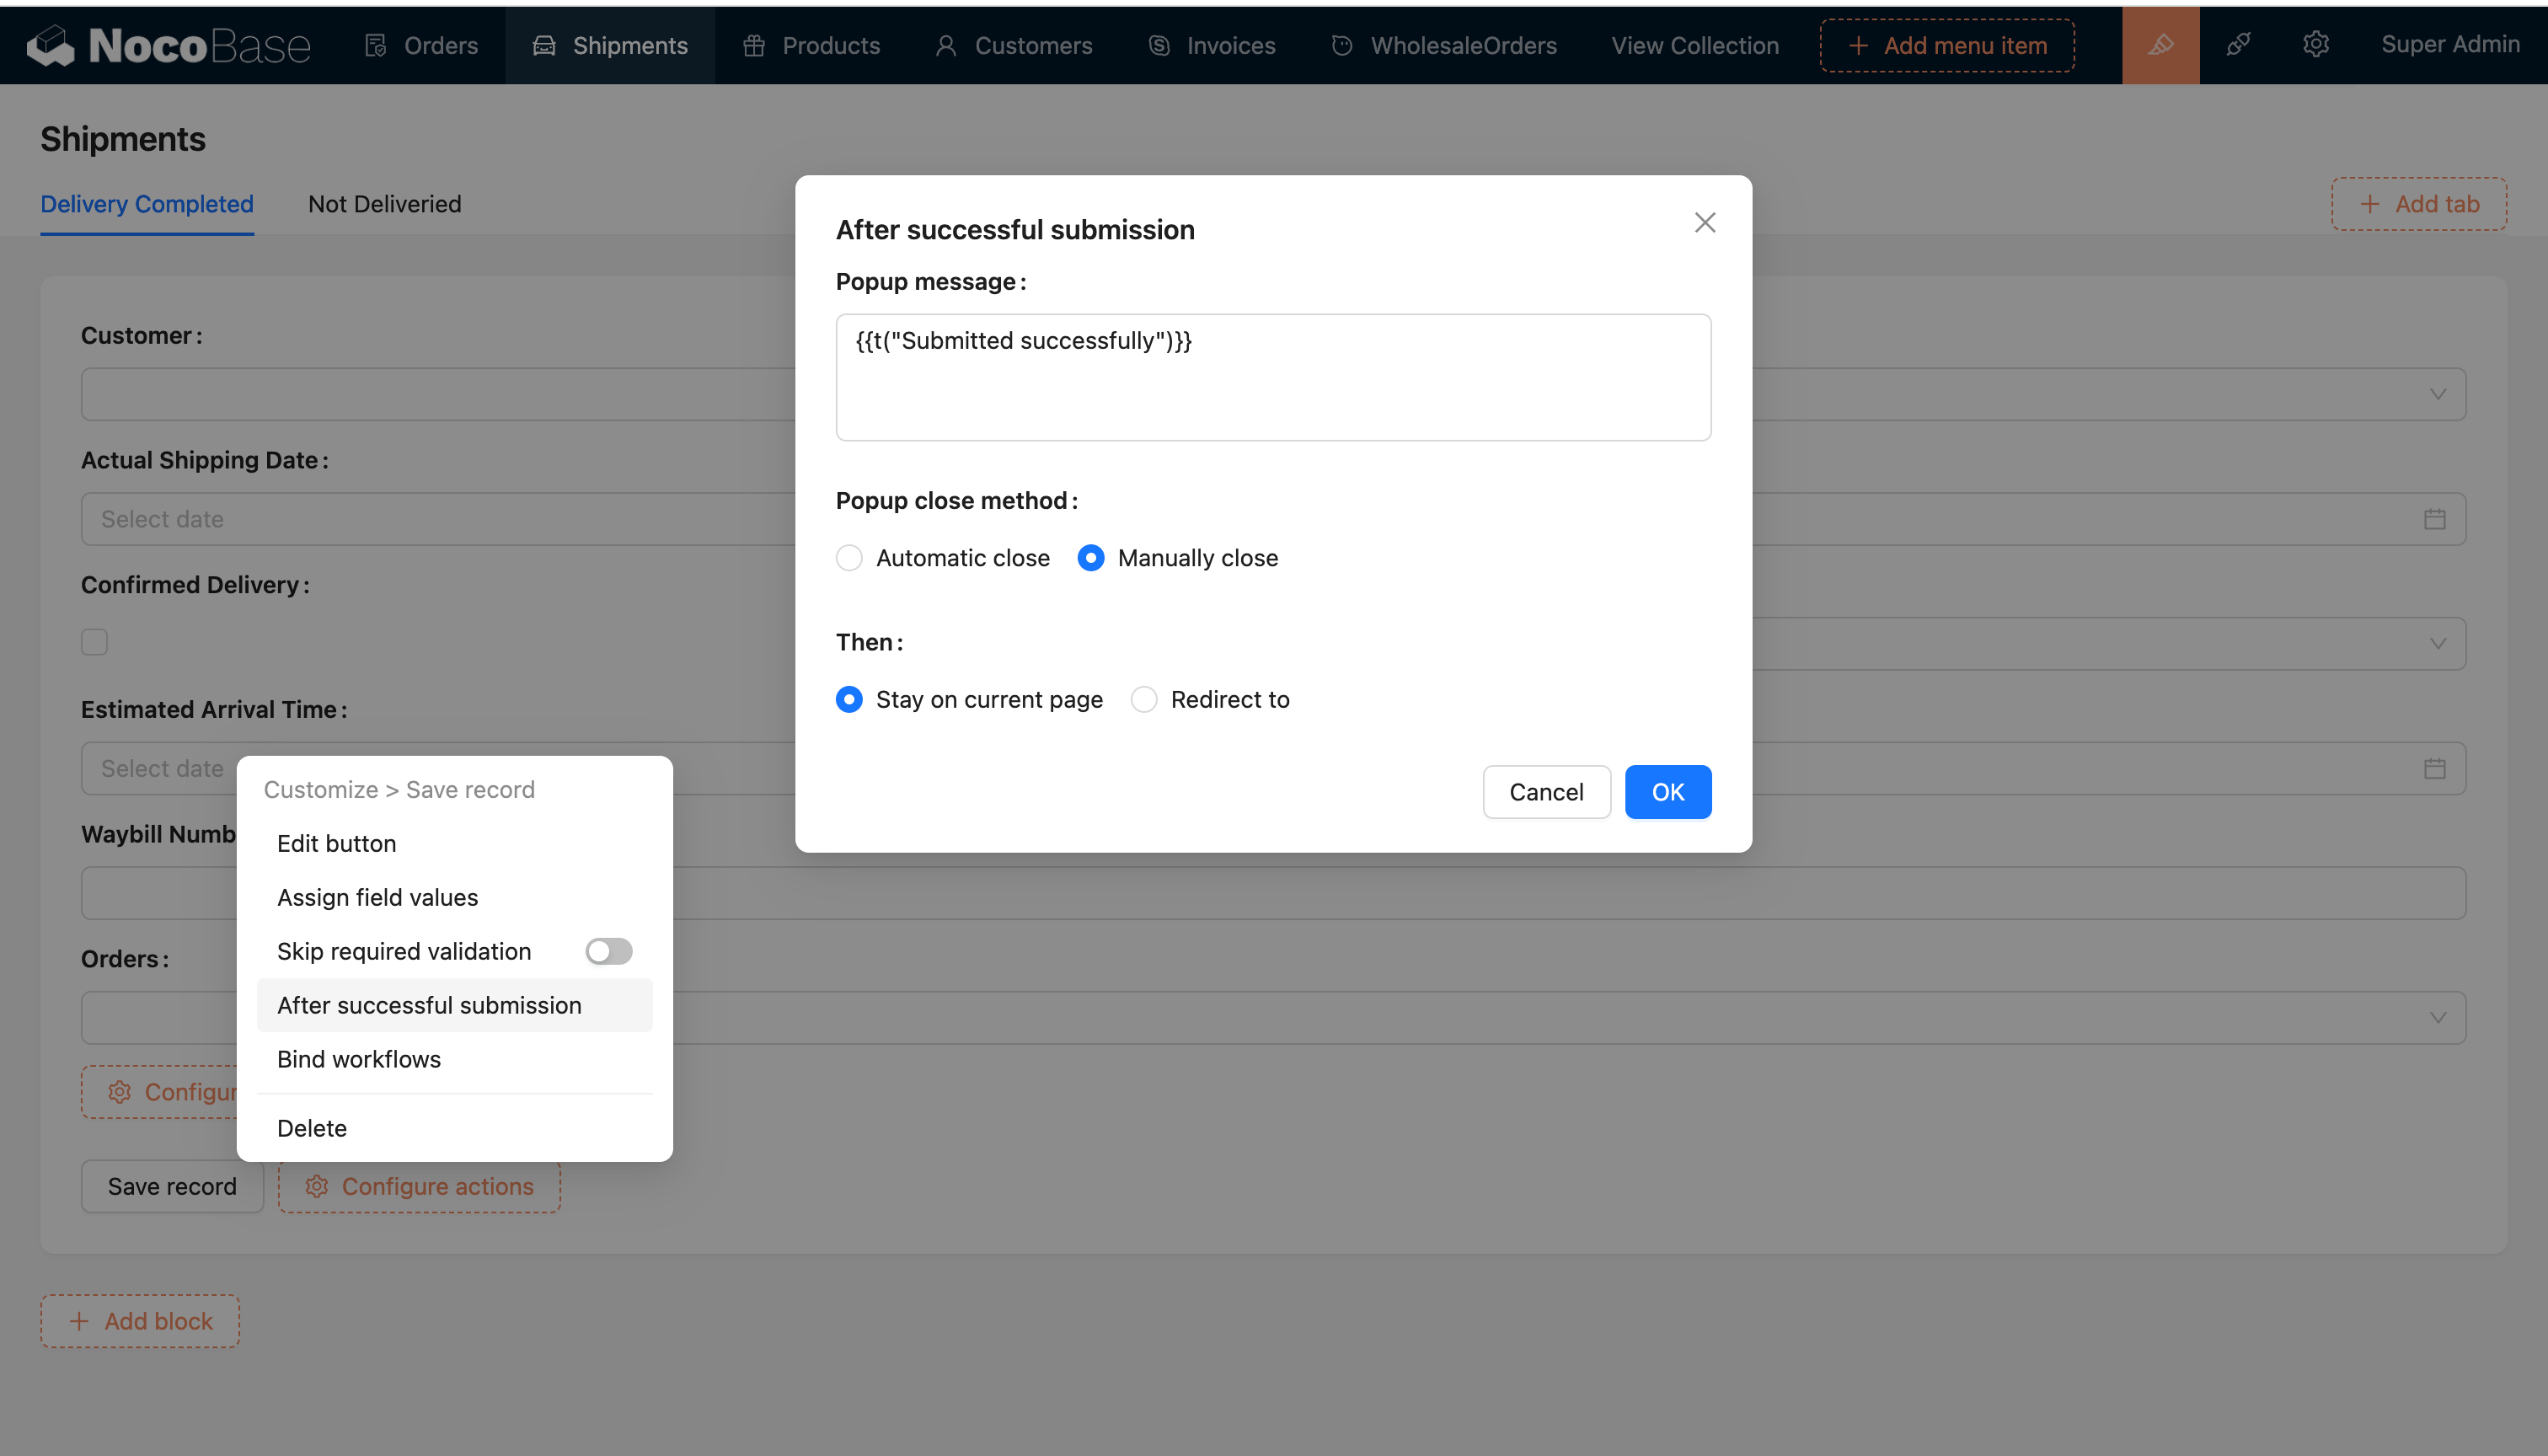 NocoBase Orders Shipments Products Customers Invoices WholesaleOrders View Collection + Add menu item Super Admin
Shipments
Delivery Completed Not Deliveried + Add tab
After successful submission
Popup message :
{{t("Submitted successfully")}}
Popup close method :
Automatic close Manually close
Then :
Stay on current page Redirect to
Cancel OK
Customer :
Actual Shipping Date :
Select date
Confirmed Delivery :
Estimated Arrival Time :
Select date
Customize > Save record
Edit button
Assign field values
Skip required validation
After successful submission
Bind workflows
Delete
Waybill Numb
Orders :
Configur
Save record Configure actions
+ Add block